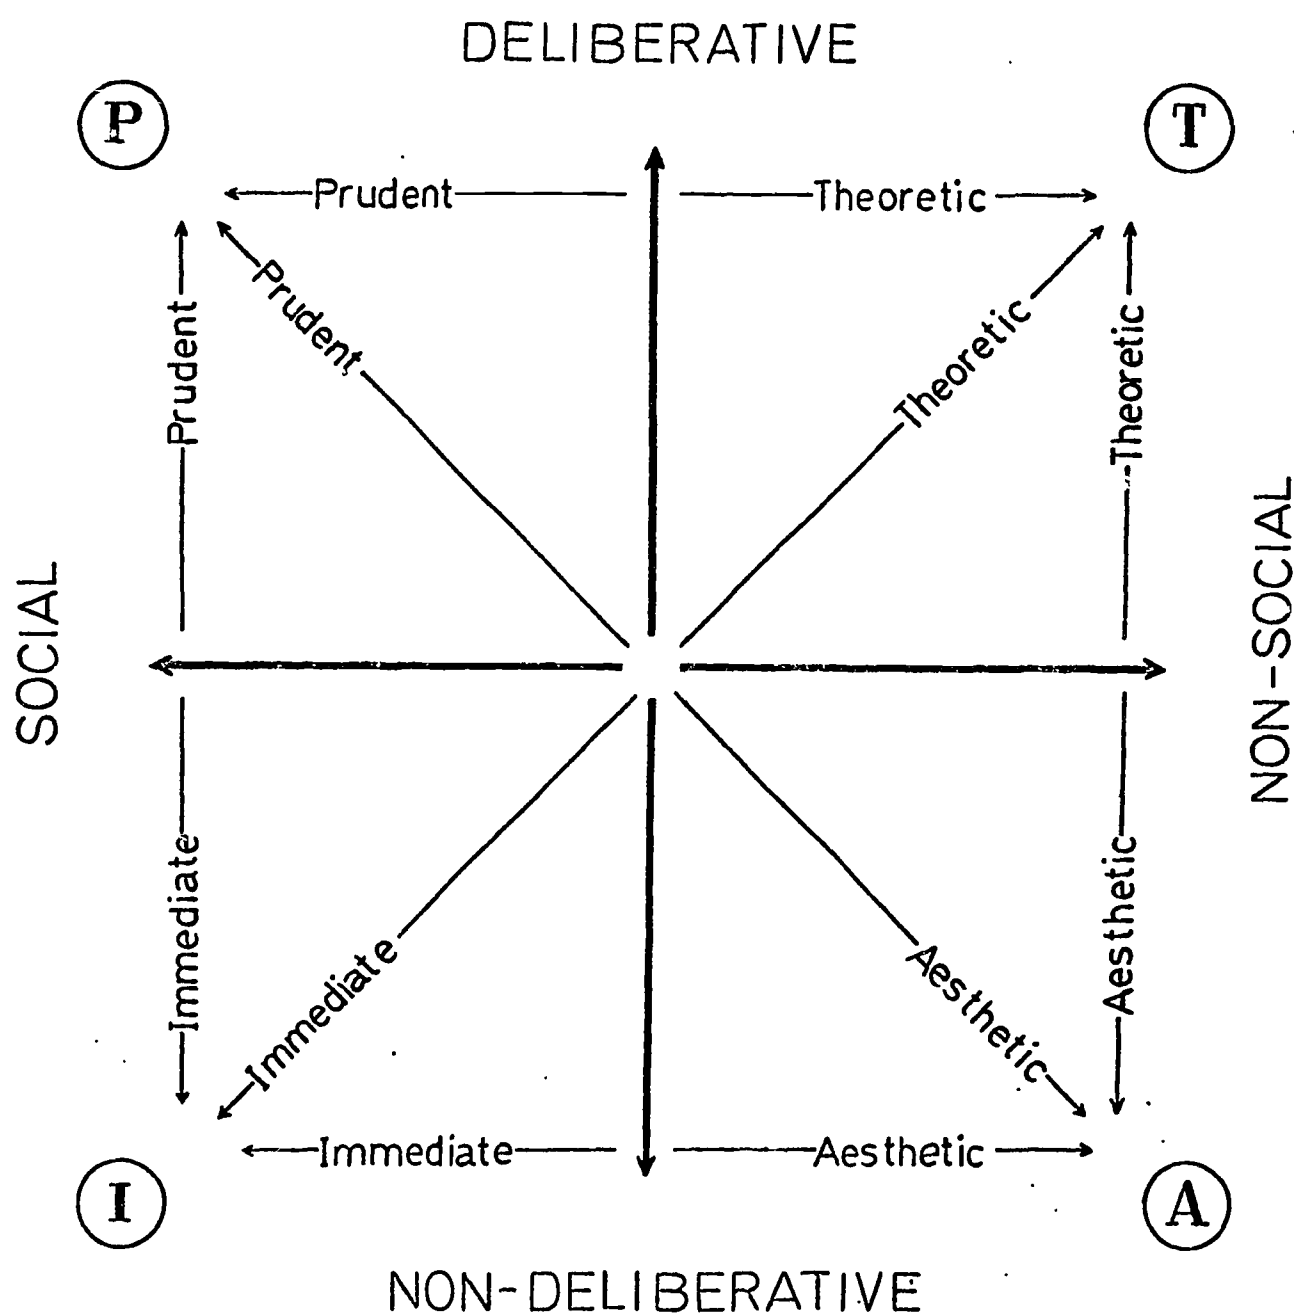 DELIBERATIVE
P
T
Prudent
Theoretic
Prudent
Prudent
Theoretic
Theoretic
SOCIAL
NON-SOCIAL
Immediate
Immediate
Aesthetic
Aesthetic
Immediate
Aesthetic
I
A
NON-DELIBERATIVE